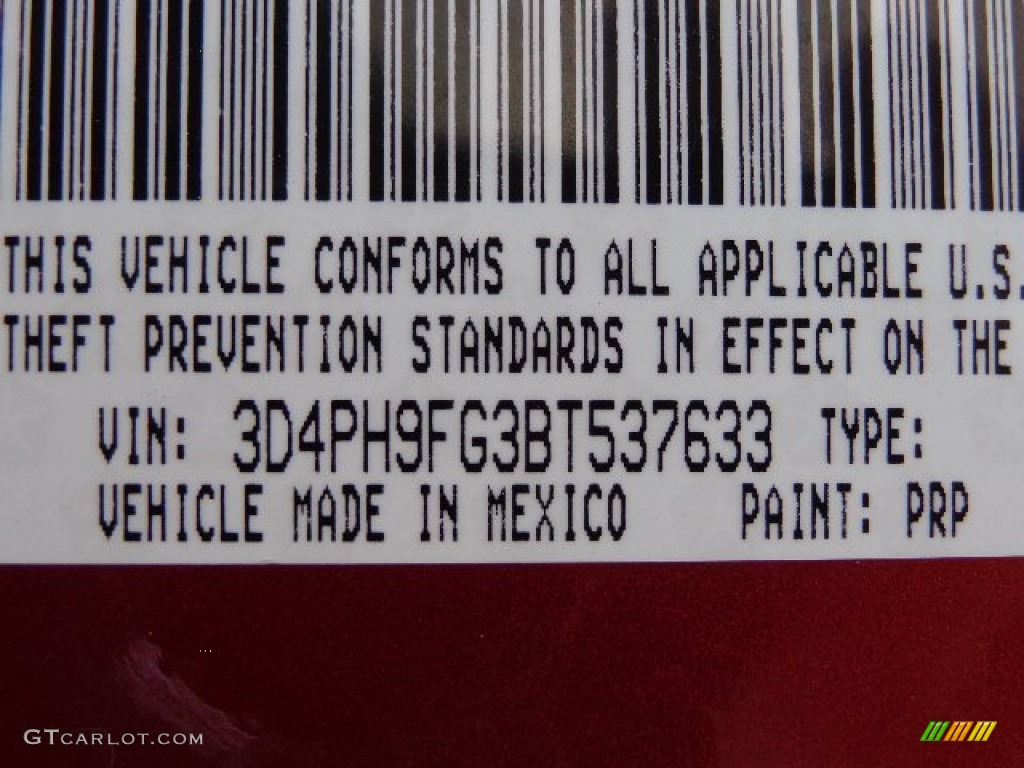 THIS VEHICLE CONFORMS TO ALL APPLICABLE U.S.
THEFT PREVENTION STANDARDS IN EFFECT ON THE
VIN: 3D4PH9FG3BT537633 TYPE:
VEHICLE MADE IN MEXICO PAINT: PRP
GTCARLOT.COM